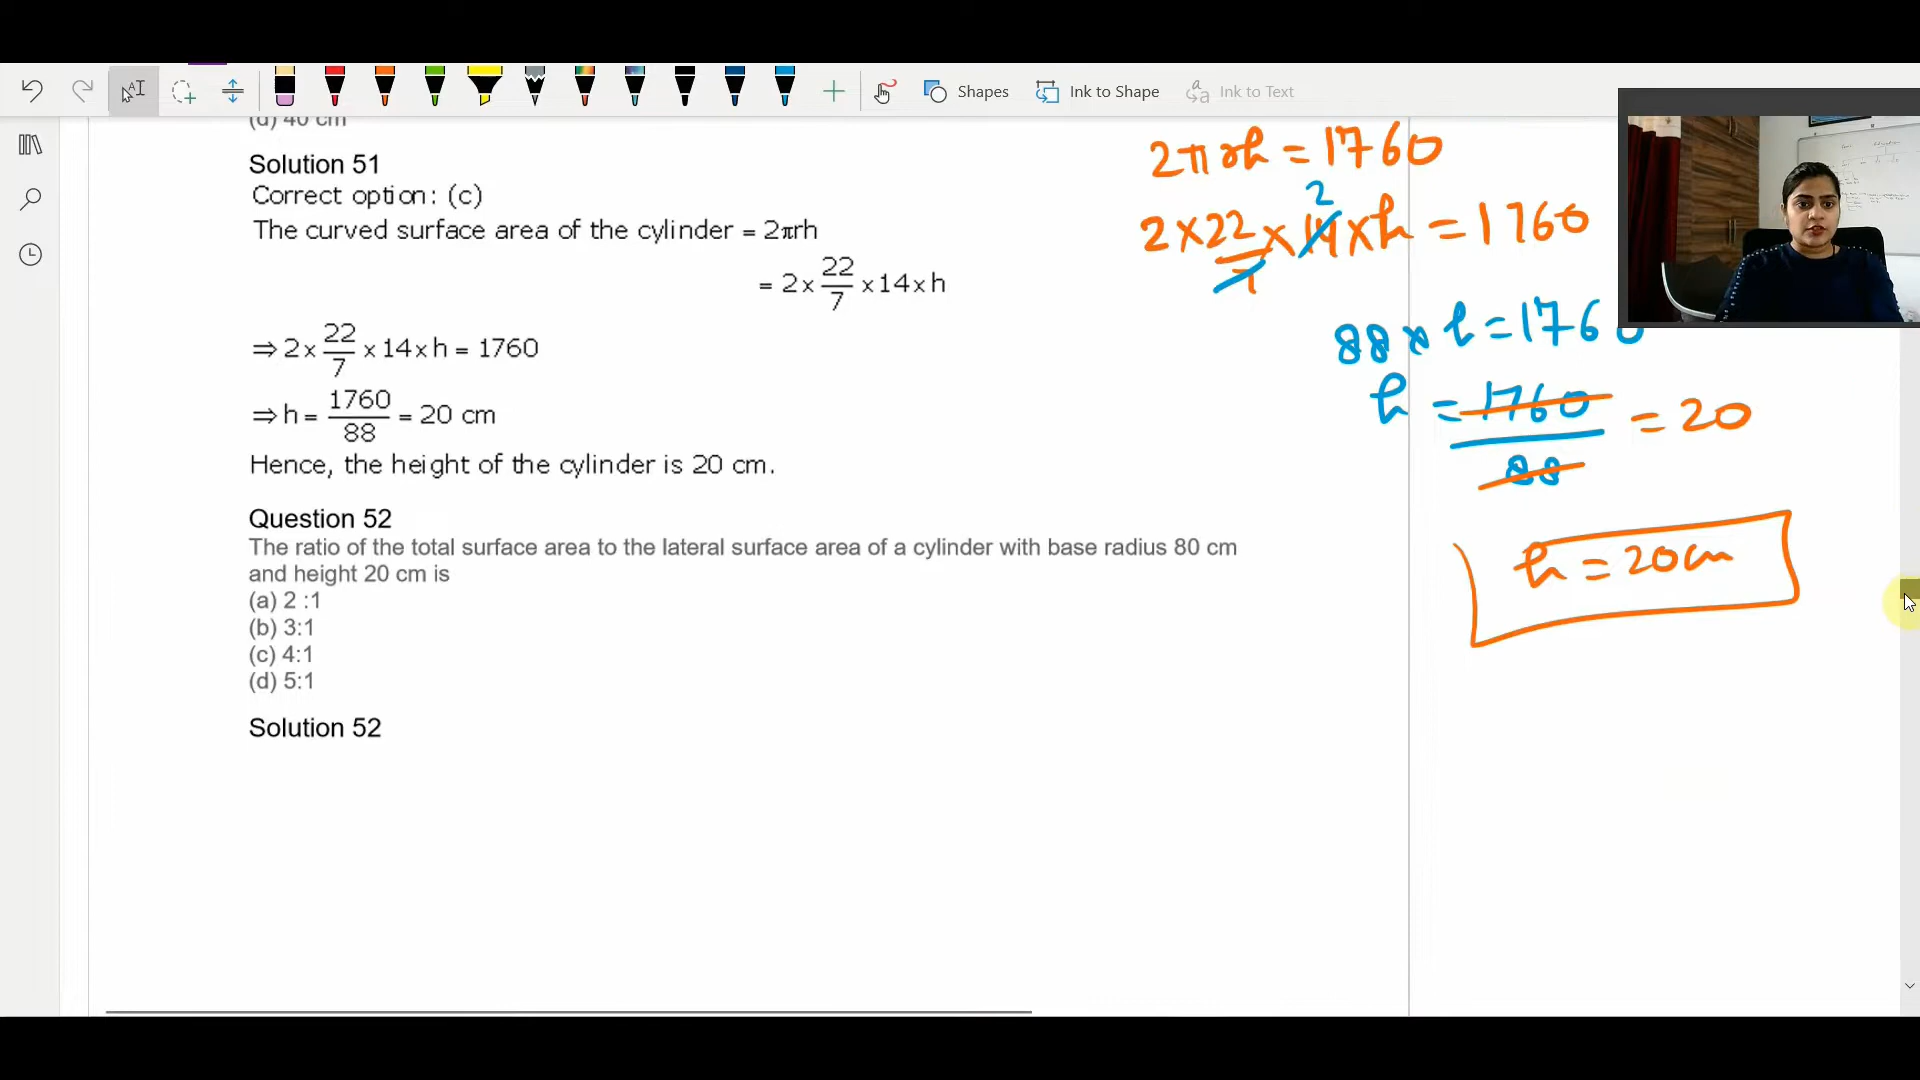 Shapes
Ink to Shape
Ink to Text
(d) 40 cm
Solution 51
Correct option: (c)
The curved surface area of the cylinder = 2πrh
= 2 × 22/7 × 14 × h
⇒ 2 × 22/7 × 14 × h = 1760
⇒ h = 1760/88 = 20 cm
Hence, the height of the cylinder is 20 cm.
Question 52
The ratio of the total surface area to the lateral surface area of a cylinder with base radius 80 cm
and height 20 cm is
(a) 2 :1
(b) 3:1
(c) 4:1
(d) 5:1
Solution 52
2πrh = 1760
2
2 × 22/7 × 14 × h = 1760
88 × h = 1760
h = 1760/88 = 20
h = 20cm